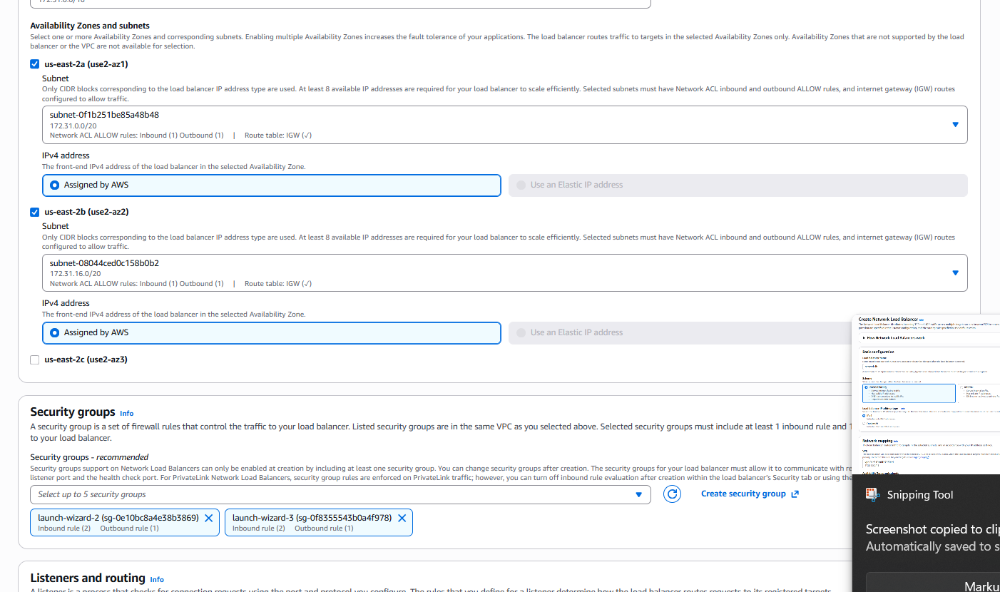 172.31.0.0/16
Availability Zones and subnets
Select one or more Availability Zones and corresponding subnets. Enabling multiple Availability Zones increases the fault tolerance of your applications. The load balancer routes traffic to targets in the selected Availability Zones only. Availability Zones that are not supported by the load
balancer or the VPC are not available for selection.
us-east-2a (use2-az1)
Subnet
Only CIDR blocks corresponding to the load balancer IP address type are used. At least 8 available IP addresses are required for your load balancer to scale efficiently. Selected subnets must have Network ACL inbound and outbound ALLOW rules, and internet gateway (IGW) routes
configured to allow traffic.
subnet-0f1b251be85a48b48
172.31.0.0/20
Network ACL ALLOW rules: Inbound (1) Outbound (1) | Route table: IGW (✓)
IPv4 address
The front-end IPv4 address of the load balancer in the selected Availability Zone.
Assigned by AWS
Use an Elastic IP address
us-east-2b (use2-az2)
Subnet
Only CIDR blocks corresponding to the load balancer IP address type are used. At least 8 available IP addresses are required for your load balancer to scale efficiently. Selected subnets must have Network ACL inbound and outbound ALLOW rules, and internet gateway (IGW) routes
configured to allow traffic.
subnet-08044ced0c158b0b2
172.31.16.0/20
Network ACL ALLOW rules: Inbound (1) Outbound (1) | Route table: IGW (✓)
IPv4 address
The front-end IPv4 address of the load balancer in the selected Availability Zone.
Assigned by AWS
Use an Elastic IP address
us-east-2c (use2-az3)
Security groups Info
A security group is a set of firewall rules that control the traffic to your load balancer. Listed security groups are in the same VPC as you selected above. Selected security groups must include at least 1 inbound rule and 1
to your load balancer.
Security groups - recommended
Security groups support on Network Load Balancers can only be enabled at creation by including at least one security group. You can change security groups after creation. The security groups for your load balancer must allow it to communicate with re
listener port and the health check port. For PrivateLink Network Load Balancers, security group rules are enforced on PrivateLink traffic; however, you can turn off inbound rule evaluation after creation within the load balancer's Security tab or using the
Select up to 5 security groups
Create security group
launch-wizard-2 (sg-0e10bc8a4e38b3869)
Inbound rule (2) Outbound rule (1)
launch-wizard-3 (sg-0f8355543b0a4f978)
Inbound rule (2) Outbound rule (1)
Listeners and routing Info
A listener is a process that checks for connection requests using the port and protocol you configure. The rules that you define for a listener determine how the load balancer routes requests to its registered targets.
Create Network Load Balancer Info
How Network Load Balancers work
Basic configuration
Load balancer name
Scheme
Network mapping Info
VPC
Snipping Tool
Screenshot copied to cli
Automatically saved to s
Marku